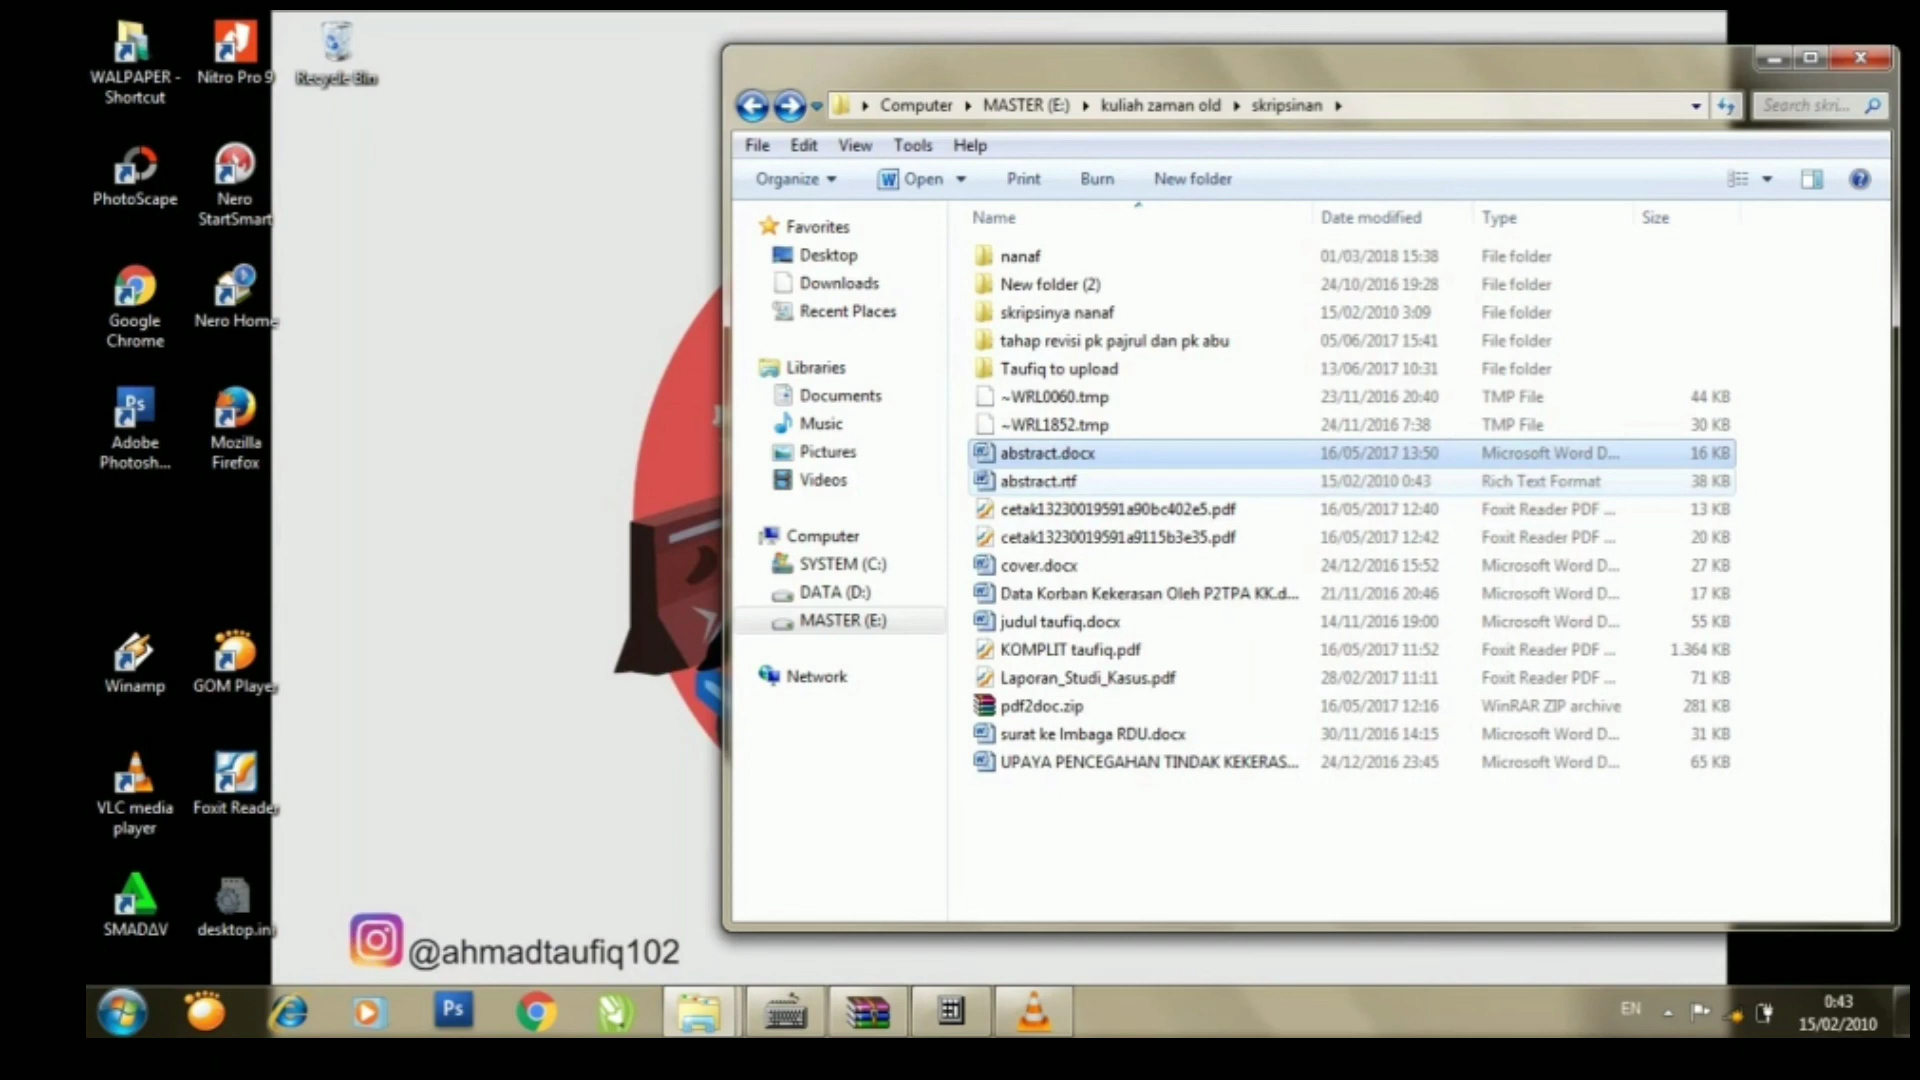 WALPAPER -
Shortcut
Nitro Pro 9
Recycle Bin
PhotoScape
Nero
StartSmart
Google
Chrome
Nero Home
Adobe
Photosh...
Mozilla
Firefox
Winamp
GOM Player
VLC media
player
Foxit Reader
SMADAV
desktop.ini
@ahmadtaufiq102
Computer
MASTER (E:)
kuliah zaman old
skripsinan
Search skri...
File Edit View Tools Help
Organize Open Print Burn New folder
Favorites
Desktop
Downloads
Recent Places
Libraries
Documents
Music
Pictures
Videos
Computer
SYSTEM (C:)
DATA (D:)
MASTER (E:)
Network
Name Date modified Type Size
nanaf 01/03/2018 15:38 File folder
New folder (2) 24/10/2016 19:28 File folder
skripsinya nanaf 15/02/2010 3:09 File folder
tahap revisi pk pajrul dan pk abu 05/06/2017 15:41 File folder
Taufiq to upload 13/06/2017 10:31 File folder
~WRL0060.tmp 23/11/2016 20:40 TMP File 44 KB
~WRL1852.tmp 24/11/2016 7:38 TMP File 30 KB
abstract.docx 16/05/2017 13:50 Microsoft Word D... 16 KB
abstract.rtf 15/02/2010 0:43 Rich Text Format 38 KB
cetak13230019591a90bc402e5.pdf 16/05/2017 12:40 Foxit Reader PDF ... 13 KB
cetak13230019591a9115b3e35.pdf 16/05/2017 12:42 Foxit Reader PDF ... 20 KB
cover.docx 24/12/2016 15:52 Microsoft Word D... 27 KB
Data Korban Kekerasan Oleh P2TPA KK.d... 21/11/2016 20:46 Microsoft Word D... 17 KB
judul taufiq.docx 14/11/2016 19:00 Microsoft Word D... 55 KB
KOMPLIT taufiq.pdf 16/05/2017 11:52 Foxit Reader PDF ... 1.364 KB
Laporan_Studi_Kasus.pdf 28/02/2017 11:11 Foxit Reader PDF ... 71 KB
pdf2doc.zip 16/05/2017 12:16 WinRAR ZIP archive 281 KB
surat ke lmbaga RDU.docx 30/11/2016 14:15 Microsoft Word D... 31 KB
UPAYA PENCEGAHAN TINDAK KEKERAS... 24/12/2016 23:45 Microsoft Word D... 65 KB
Ps
EN
0:43
15/02/2010